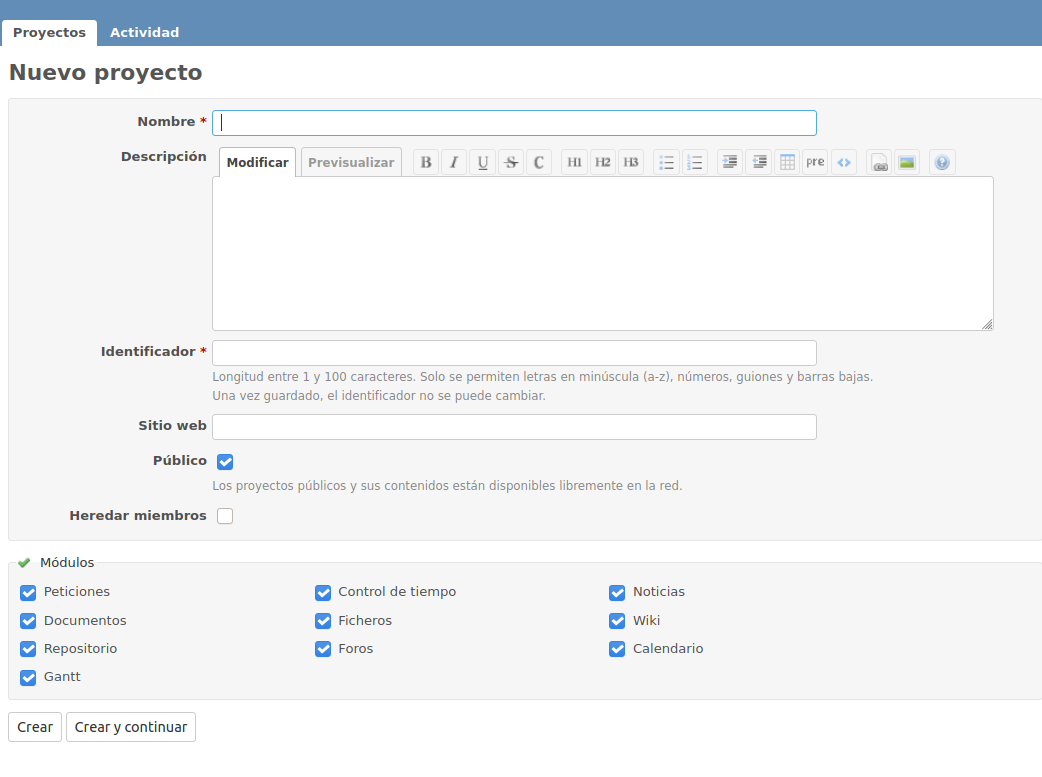 Proyectos Actividad
Nuevo proyecto
Nombre *
Descripción Modificar Previsualizar B I U S C H1 H2 H3 pre
Identificador *
Longitud entre 1 y 100 caracteres. Solo se permiten letras en minúscula (a-z), números, guiones y barras bajas.
Una vez guardado, el identificador no se puede cambiar.
Sitio web
Público
Los proyectos públicos y sus contenidos están disponibles libremente en la red.
Heredar miembros
Módulos
Peticiones Control de tiempo Noticias
Documentos Ficheros Wiki
Repositorio Foros Calendario
Gantt
Crear Crear y continuar